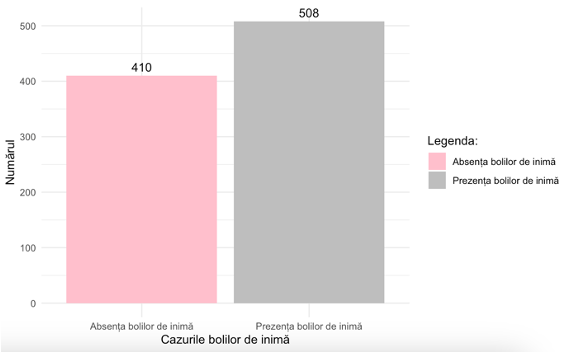 508
500
410
400
300
200
100
0
Numărul
Absența bolilor de inimă
Prezența bolilor de inimă
Cazurile bolilor de inimă
Legenda:
Absența bolilor de inimă
Prezența bolilor de inimă